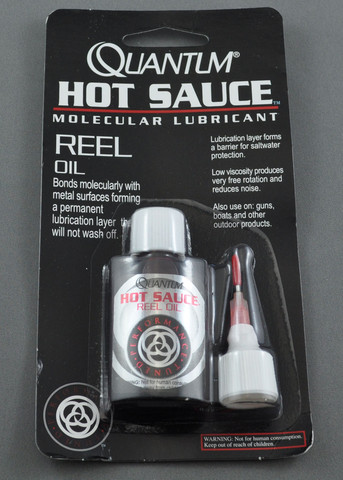 QUANTUM®
HOT SAUCE™
MOLECULAR LUBRICANT
REEL
OIL
Bonds molecularly with
metal surfaces forming
a permanent
lubrication layer
will not wash off.
Lubrication layer forms
a barrier for saltwater
protection.
Low viscosity produces
very free rotation and
reduces noise.
Also use on: guns,
boats and other
outdoor products.
QUANTUM
HOT SAUCE
REEL OIL
PERFORMANCE
TUNED
WARNING: Not for human consumption.
Keep out of reach of children.